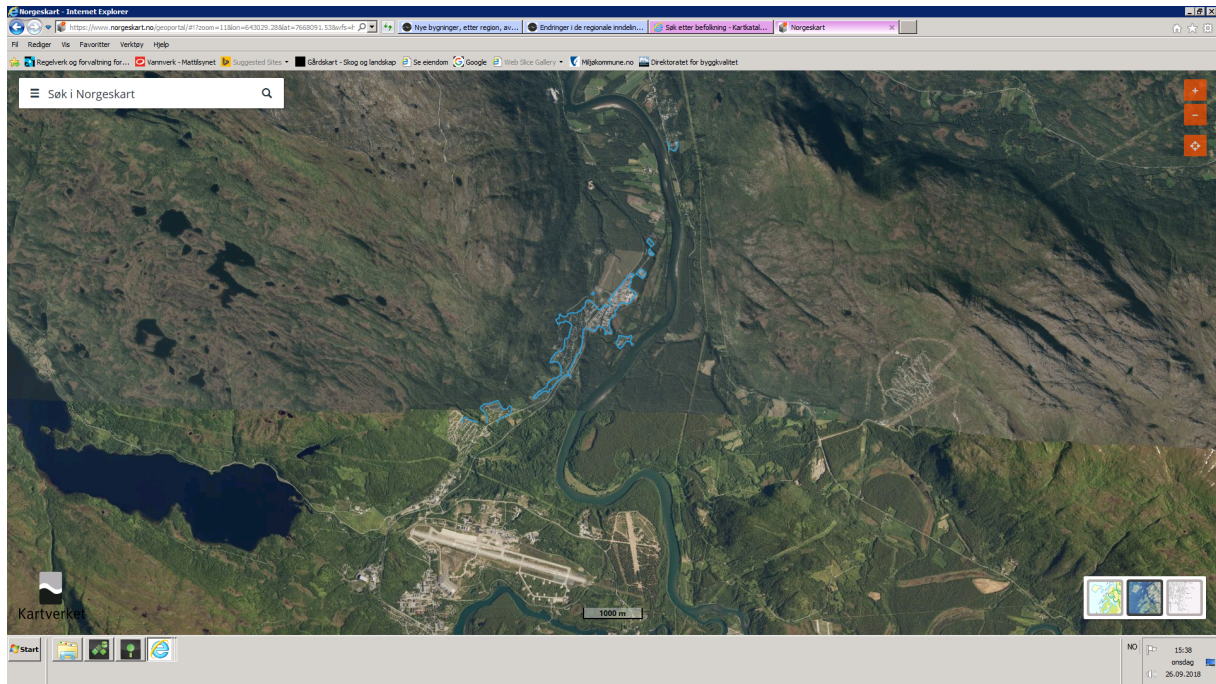 Norgeskart - Internet Explorer
https://www.norgeskart.no/geoportal/#!?zoom=11&lon=643029.28&lat=7668091.53&wfs=h
Nye bygninger, etter region, av...
Endringer i de regionale inndelin...
Søk etter befolkning - Kartkatal...
Norgeskart
Fil Rediger Vis Favoritter Verktøy Hjelp
Regelverk og forvaltning for... Vannverk - Mattilsynet Suggested Sites Gårdskart - Skog og landskap Se eiendom Google Web Slice Gallery Miljøkommune.no Direktoratet for byggkvalitet
Søk i Norgeskart
+
−
Kartverket
1000 m
Start
NO
15:38
onsdag
26.09.2018